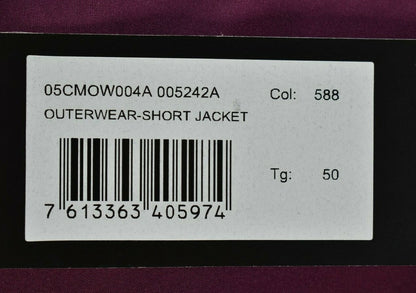 05CMOW004A 005242A Col: 588
OUTERWEAR-SHORT JACKET
Tg: 50
7 613363 405974